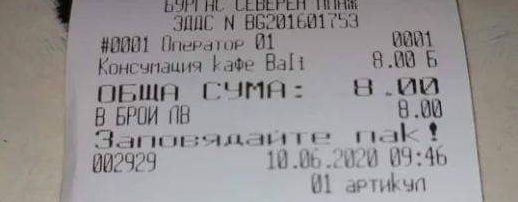 БУРГАС СЕВЕРЕН ПЛАЖ
ЗДДС N BG201601753
#0001 Оператор 01 0001
Консумация кафе Bali 8.00 Б
ОБЩА СУМА: 8.00
В БРОЙ ЛВ 8.00
Заповядайте пак!
002929 10.06.2020 09:46
01 артикул